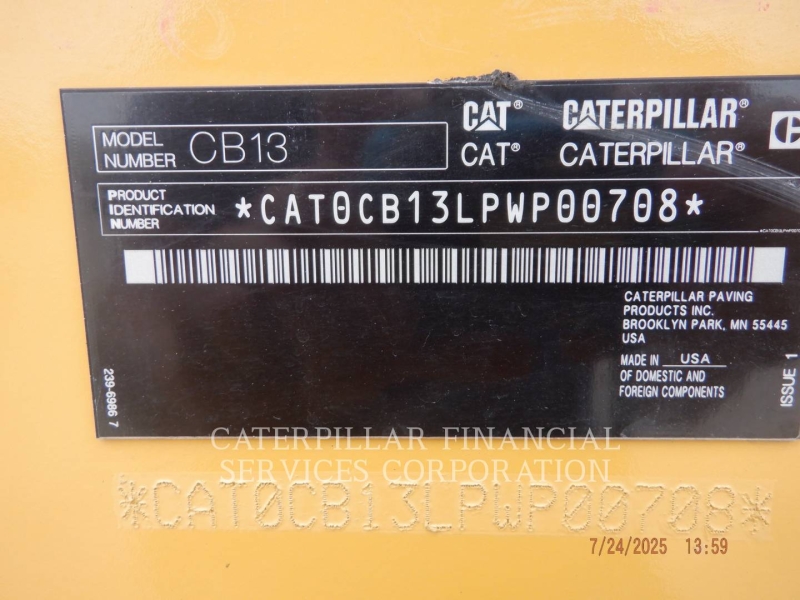 MODEL NUMBER CB13
CAT® CATERPILLAR®
CAT® CATERPILLAR®
PRODUCT IDENTIFICATION NUMBER *CAT0CB13LPWP00708*
CATERPILLAR PAVING
PRODUCTS INC.
BROOKLYN PARK, MN 55445
USA
MADE IN USA
OF DOMESTIC AND
FOREIGN COMPONENTS
ISSUE 1
239-6986 7
CATERPILLAR FINANCIAL
SERVICES CORPORATION
*CAT0CB13LPWP00708*
7/24/2025 13:59